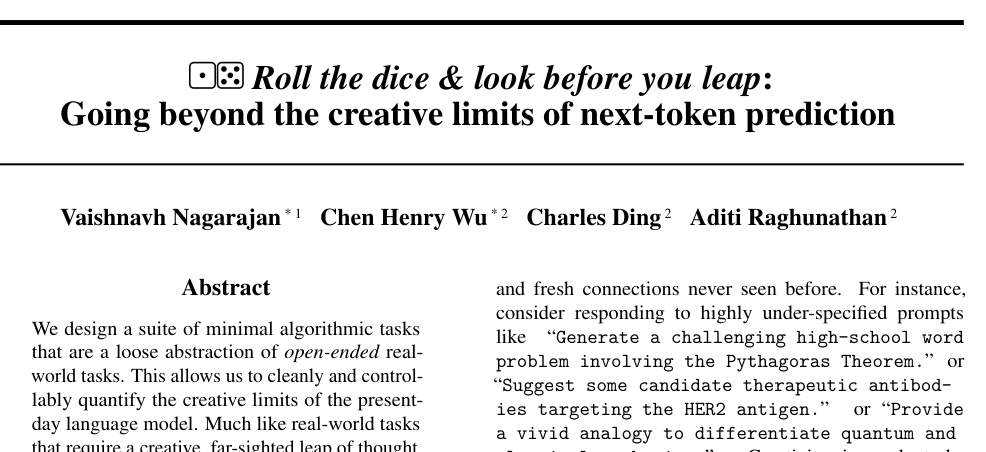 ⚀⚄ Roll the dice & look before you leap:
Going beyond the creative limits of next-token prediction
Vaishnavh Nagarajan * 1 Chen Henry Wu * 2 Charles Ding 2 Aditi Raghunathan 2
Abstract
We design a suite of minimal algorithmic tasks
that are a loose abstraction of open-ended real-
world tasks. This allows us to cleanly and control-
lably quantify the creative limits of the present-
day language model. Much like real-world tasks
that require a creative, far-sighted leap of thought
and fresh connections never seen before. For instance,
consider responding to highly under-specified prompts
like “Generate a challenging high-school word
problem involving the Pythagoras Theorem.” or
“Suggest some candidate therapeutic antibod-
ies targeting the HER2 antigen.” or “Provide
a vivid analogy to differentiate quantum and